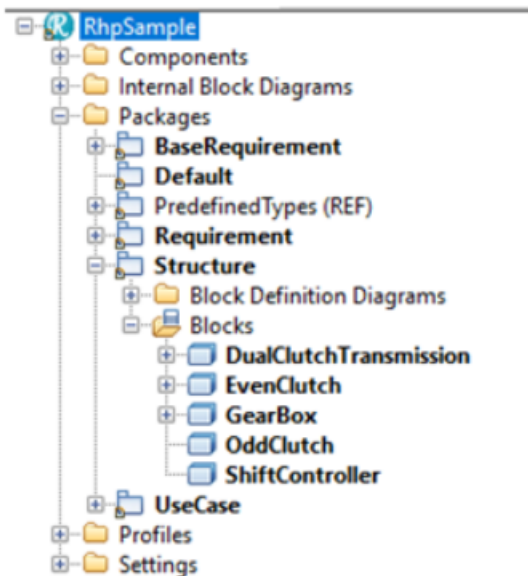 RhpSample
Components
Internal Block Diagrams
Packages
BaseRequirement
Default
PredefinedTypes (REF)
Requirement
Structure
Block Definition Diagrams
Blocks
DualClutchTransmission
EvenClutch
GearBox
OddClutch
ShiftController
UseCase
Profiles
Settings